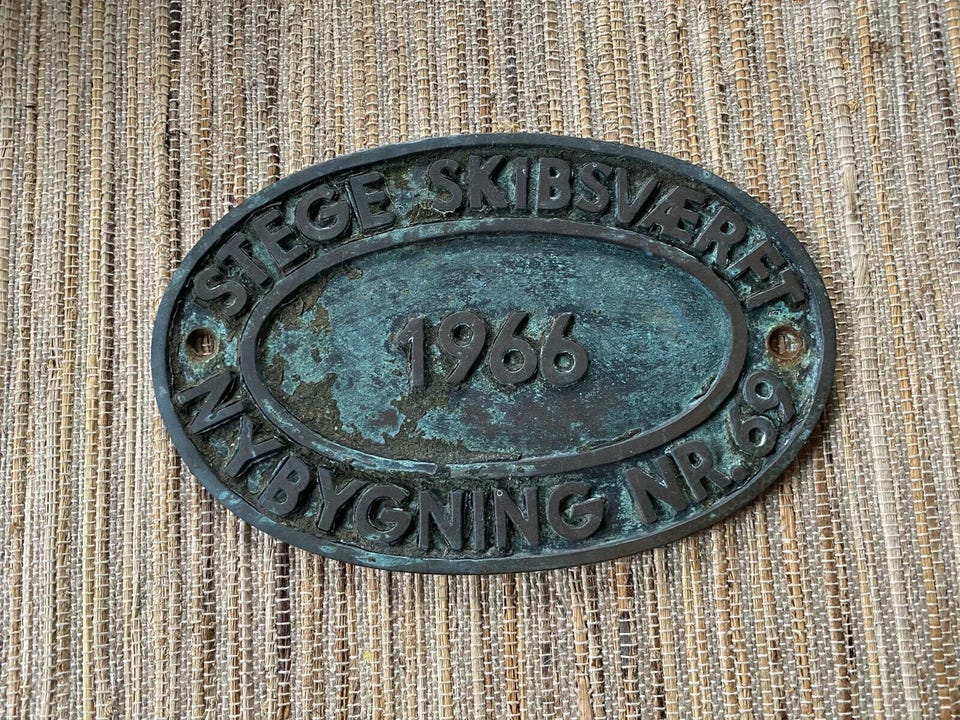 STEGE SKIBSVÆRFT
1966
NYBYGNING NR. 69